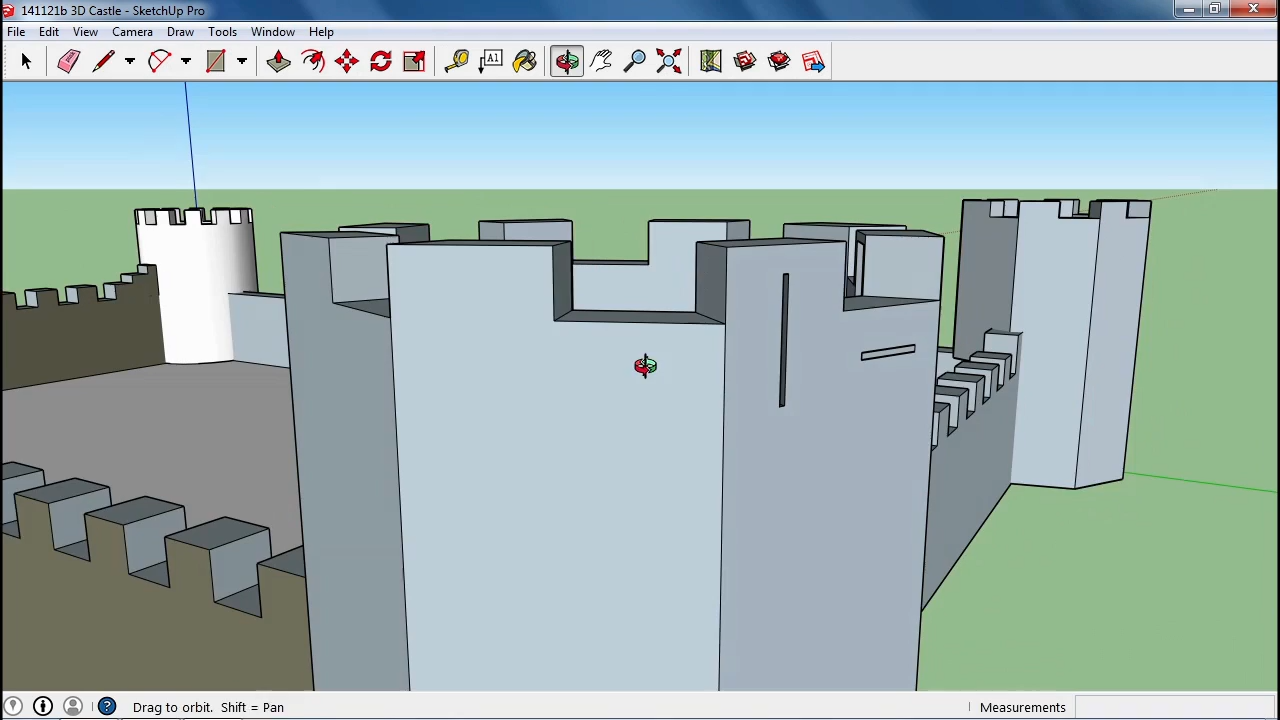 141121b 3D Castle - SketchUp Pro
File Edit View Camera Draw Tools Window Help
A1
Drag to orbit. Shift = Pan
Measurements